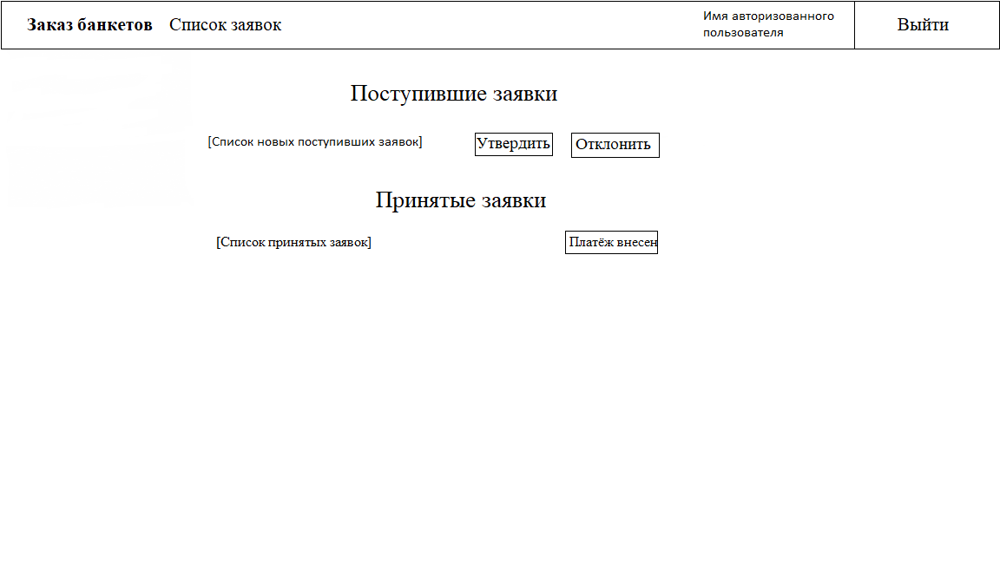 Заказ банкетов Список заявок Имя авторизованного
пользователя Выйти
Поступившие заявки
[Список новых поступивших заявок] Утвердить Отклонить
Принятые заявки
[Список принятых заявок] Платёж внесен